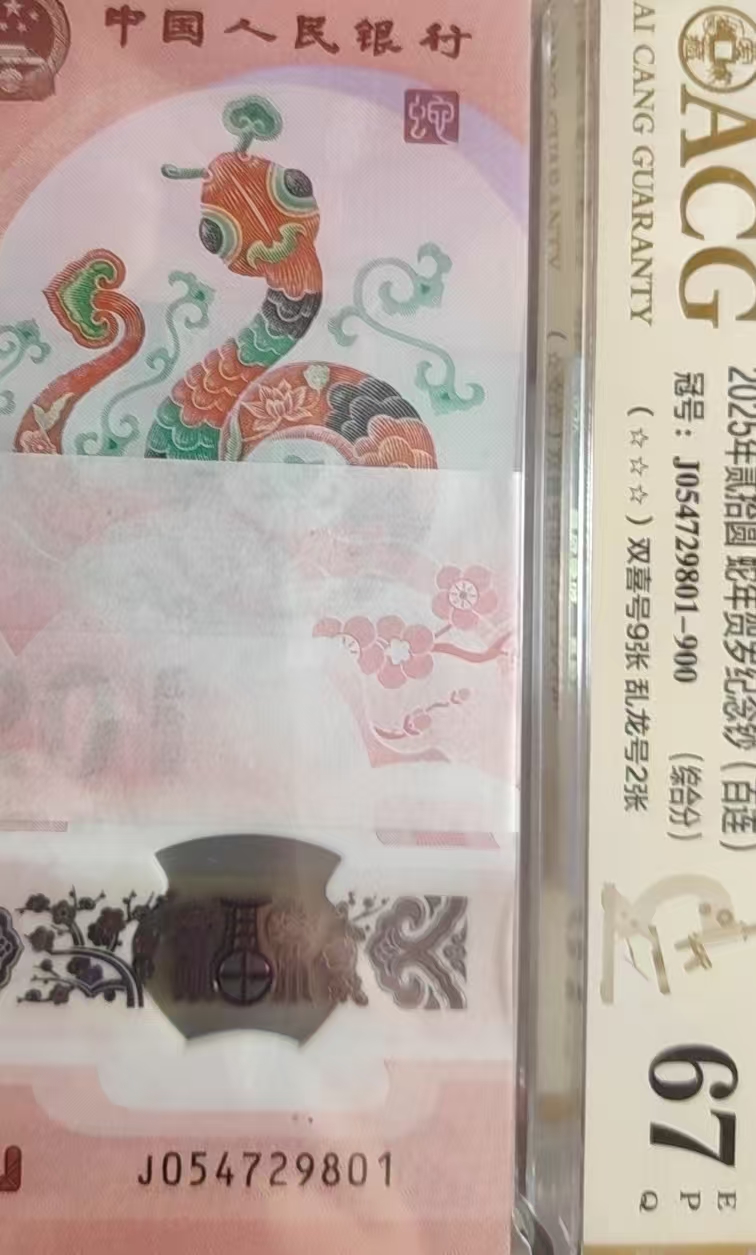 中国人民银行
蛇
J054729801
ACG
AI CANG GUARANTY
2025年贰拾圆 蛇年贺岁纪念钞（百连）
冠号：J054729801-900 （综合分）
（☆☆☆）双喜号9张 乱龙号2张
67
E
P
Q